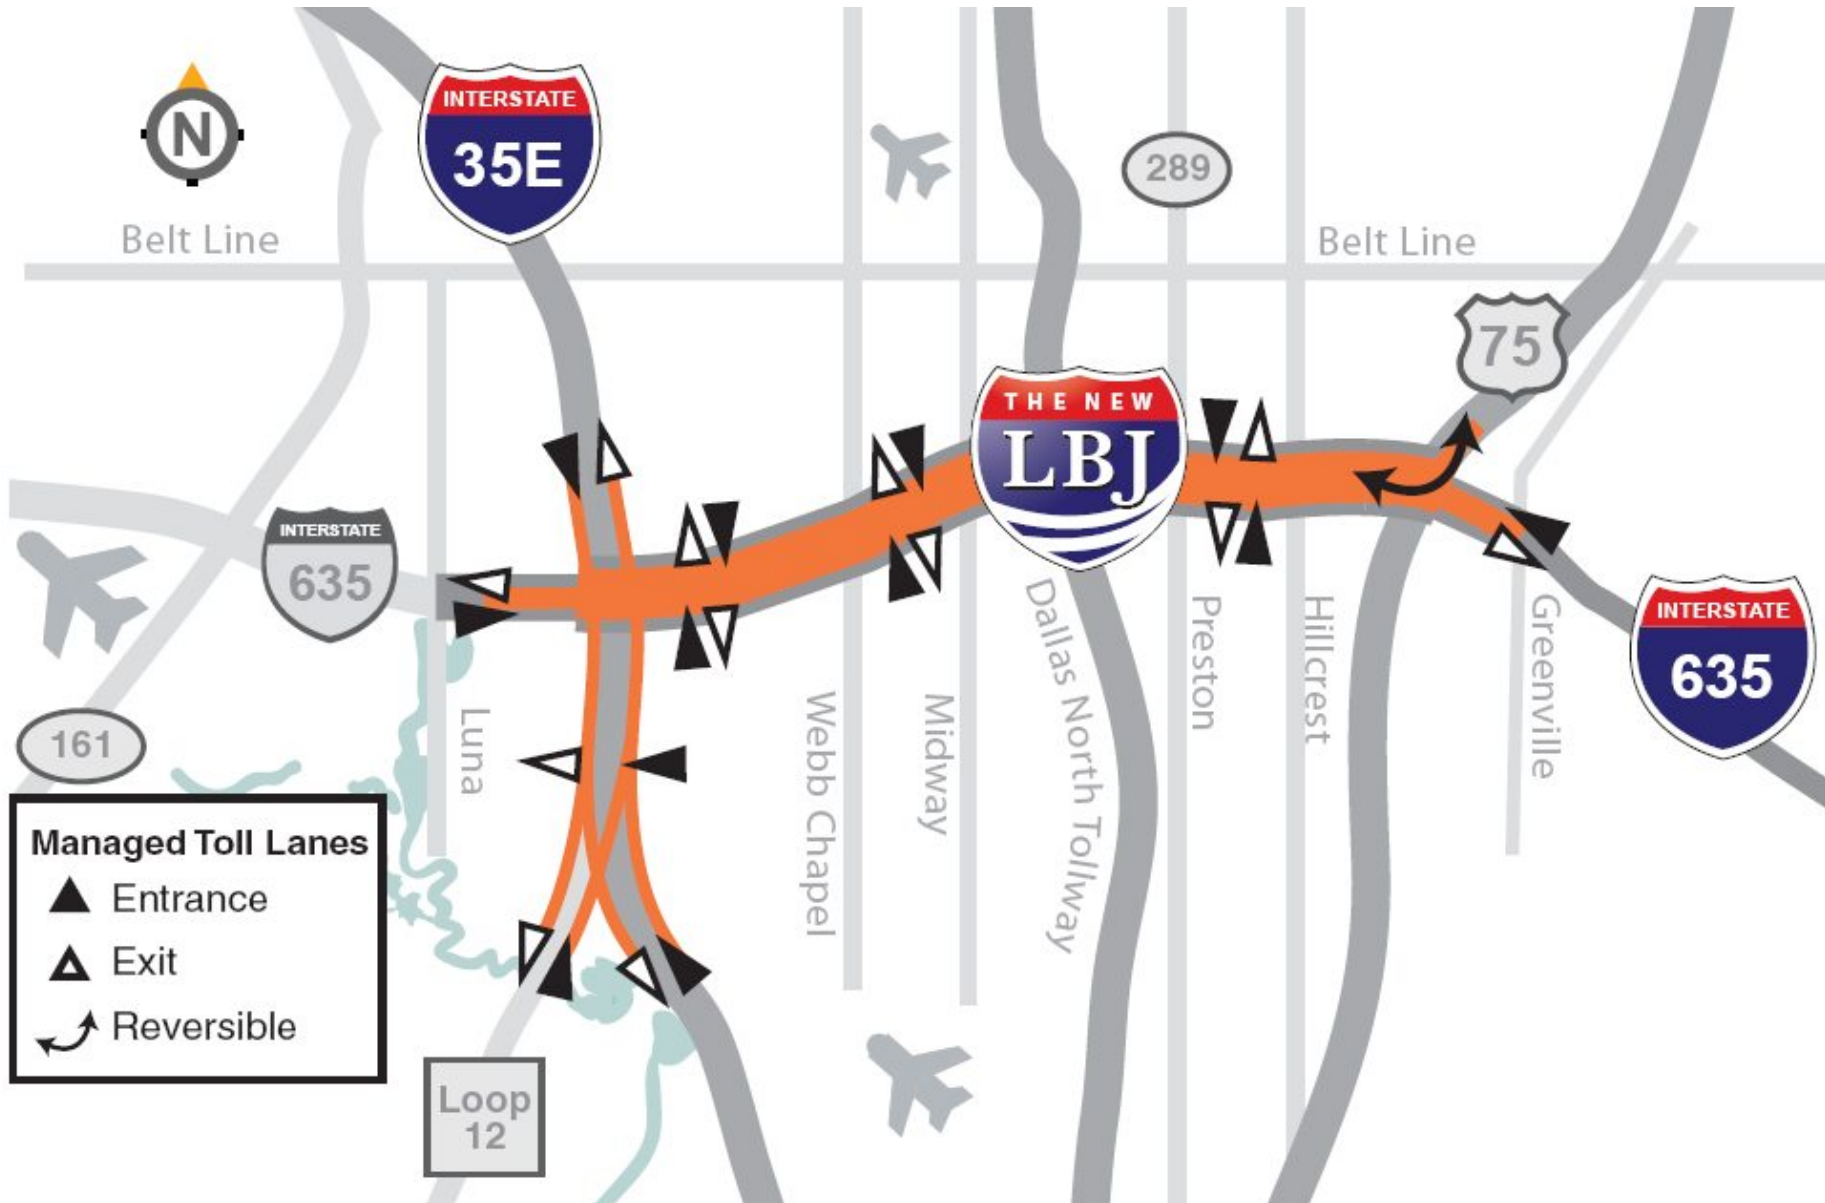 INTERSTATE
35E
N
289
Belt Line
Belt Line
75
THE NEW
LBJ
INTERSTATE
635
INTERSTATE
635
161
Luna
Webb Chapel
Midway
Dallas North Tollway
Preston
Hillcrest
Greenville
Managed Toll Lanes
Entrance
Exit
Reversible
Loop
12